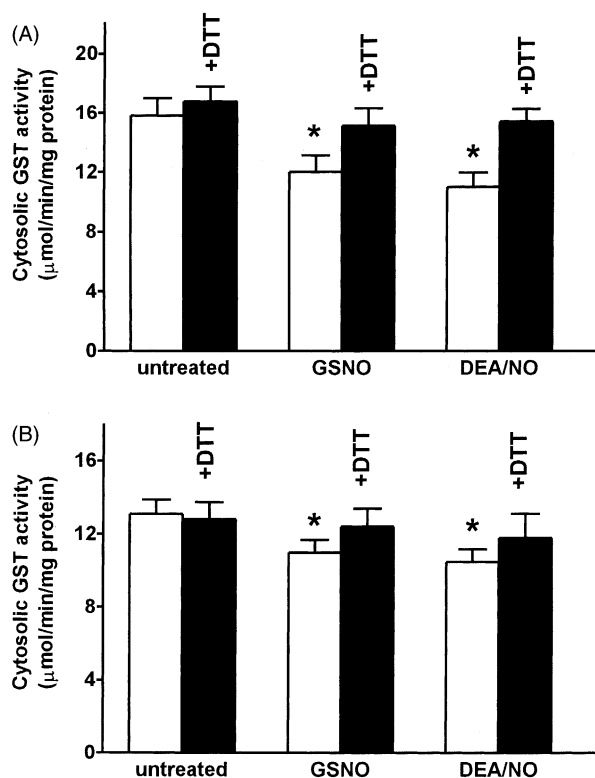 (A)
Cytosolic GST activity
(μmol/min/mg protein)
20
16
12
8
4
0
+DTT
*
+DTT
*
+DTT
untreated
GSNO
DEA/NO
(B)
Cytosolic GST activity
(μmol/min/mg protein)
16
12
8
4
0
+DTT
*
+DTT
*
+DTT
untreated
GSNO
DEA/NO